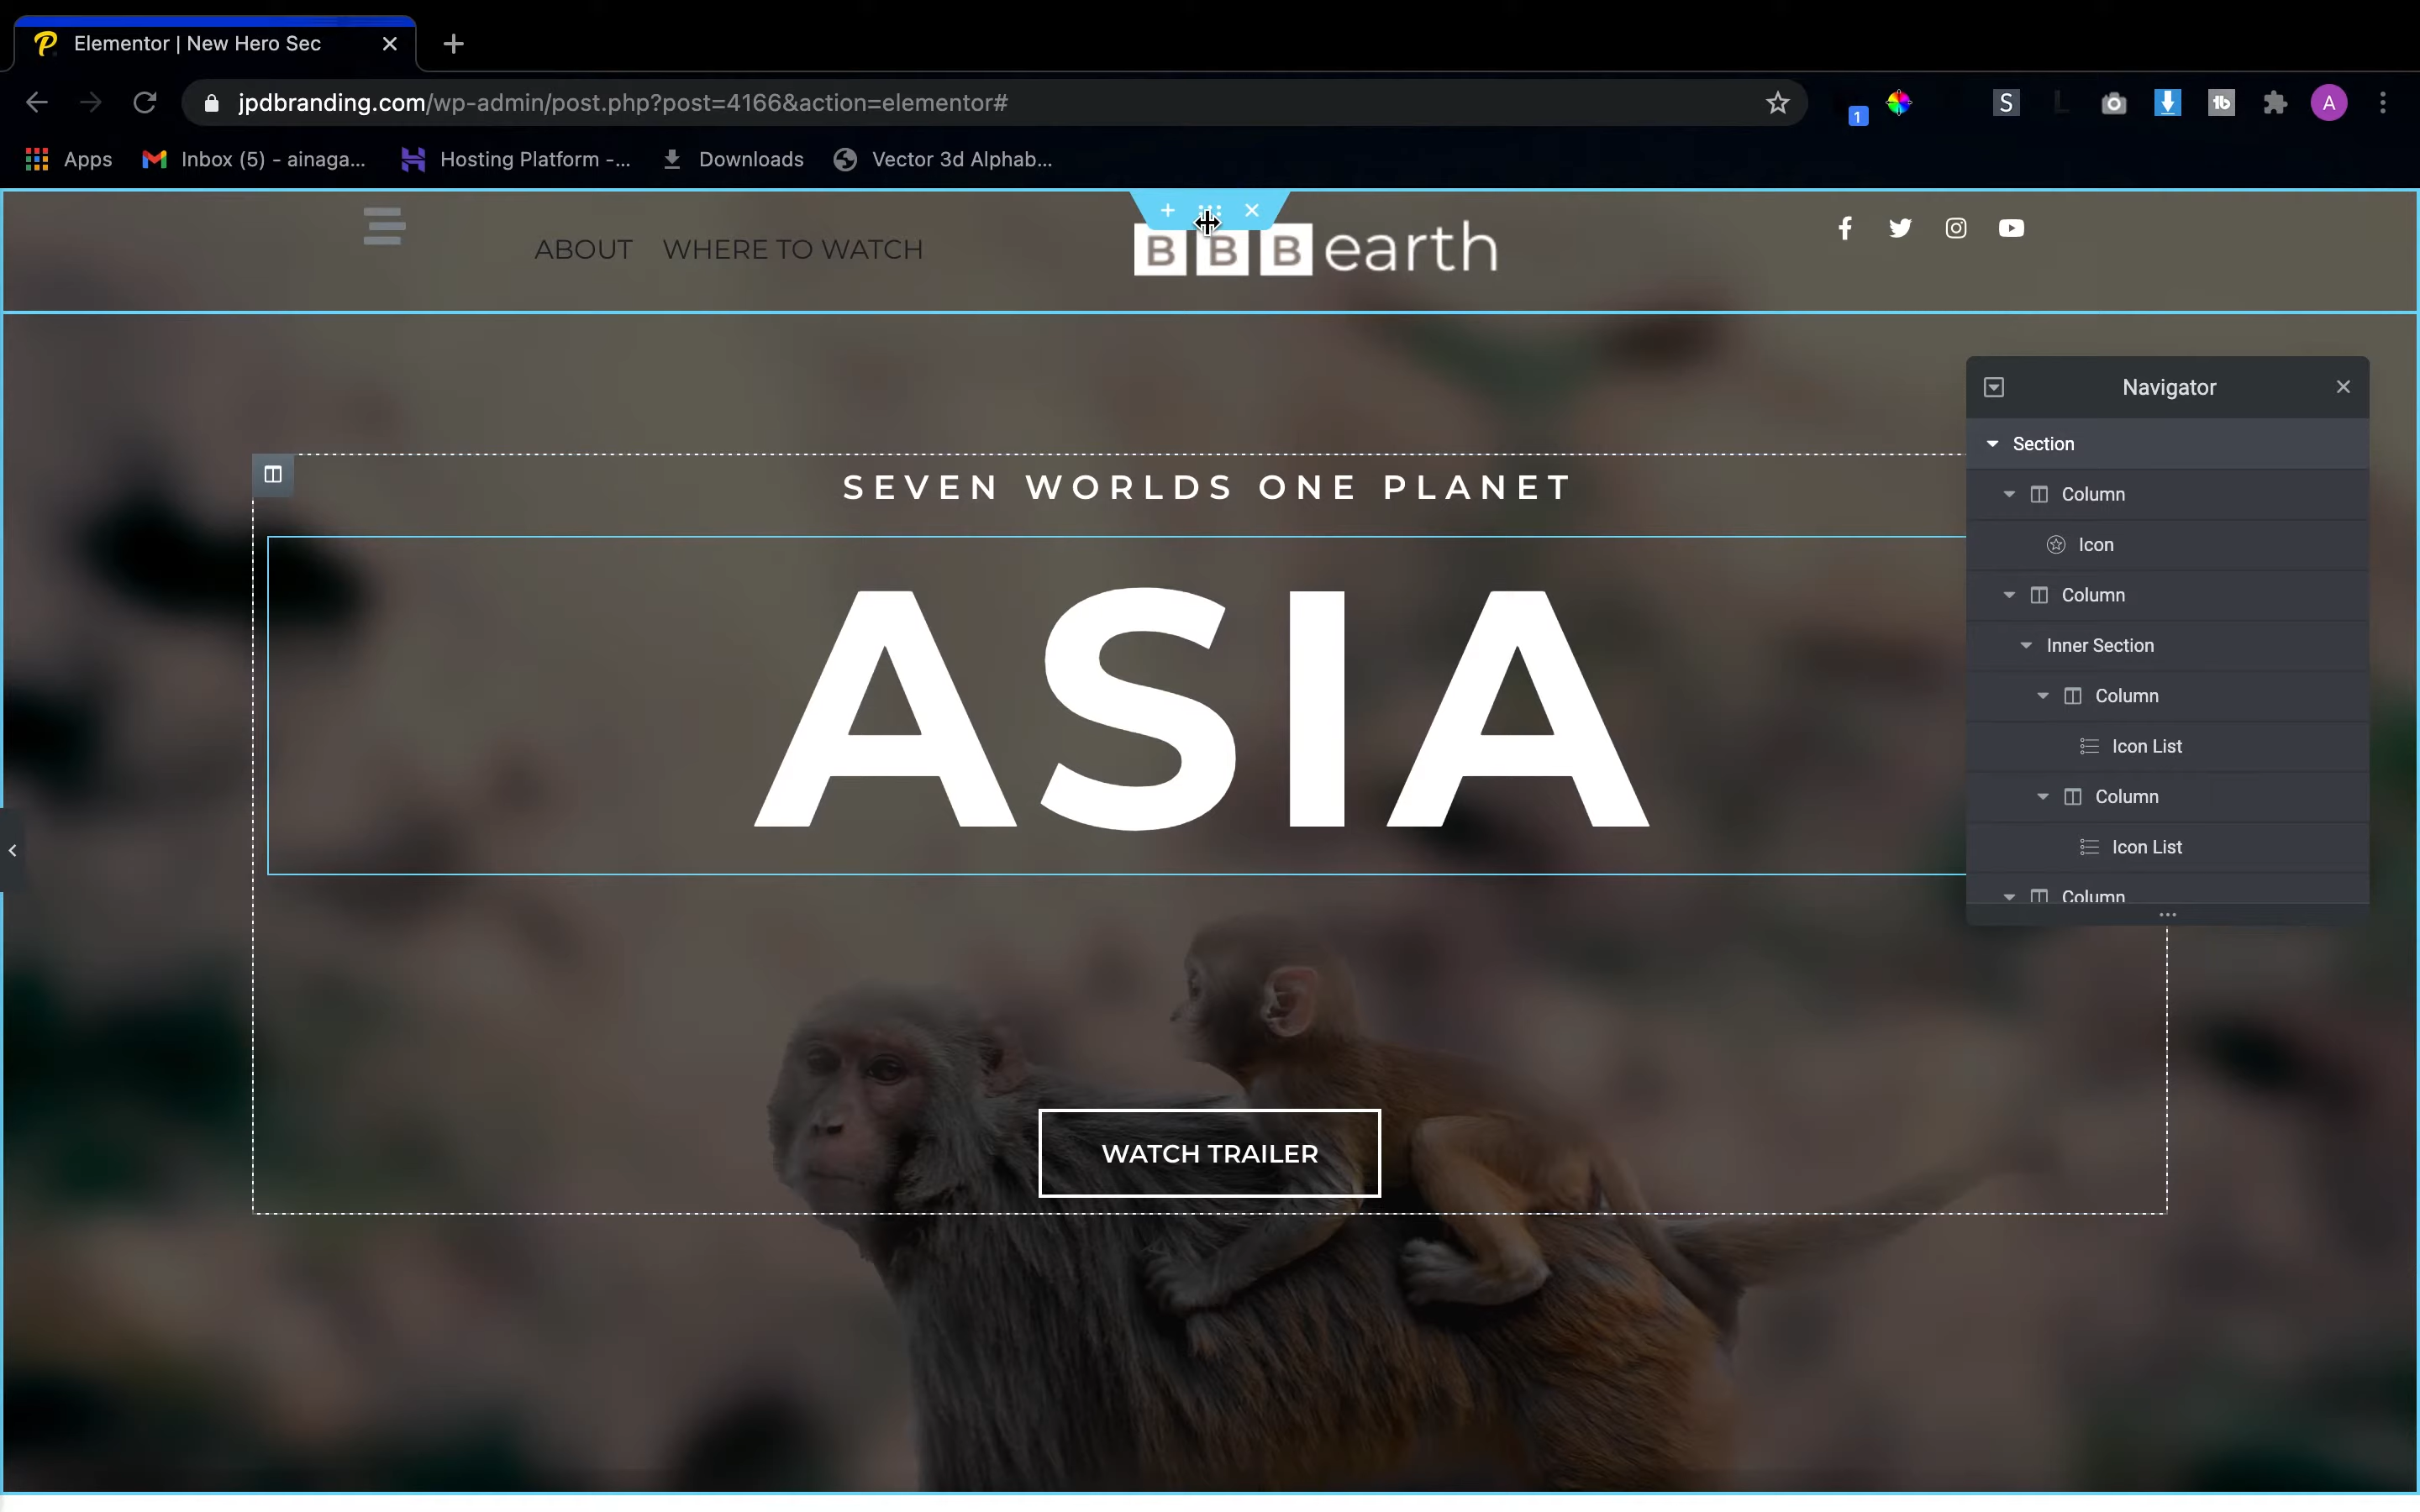 Elementor | New Hero Sec
jpdbranding.com/wp-admin/post.php?post=4166&action=elementor#
1
S
L
tb
A
Apps
Inbox (5) - ainaga...
Hosting Platform -...
Downloads
Vector 3d Alphab...
ABOUT
WHERE TO WATCH
BBB earth
Navigator
Section
Column
Icon
Column
Inner Section
Column
Icon List
Column
Icon List
Column
SEVEN WORLDS ONE PLANET
ASIA
WATCH TRAILER